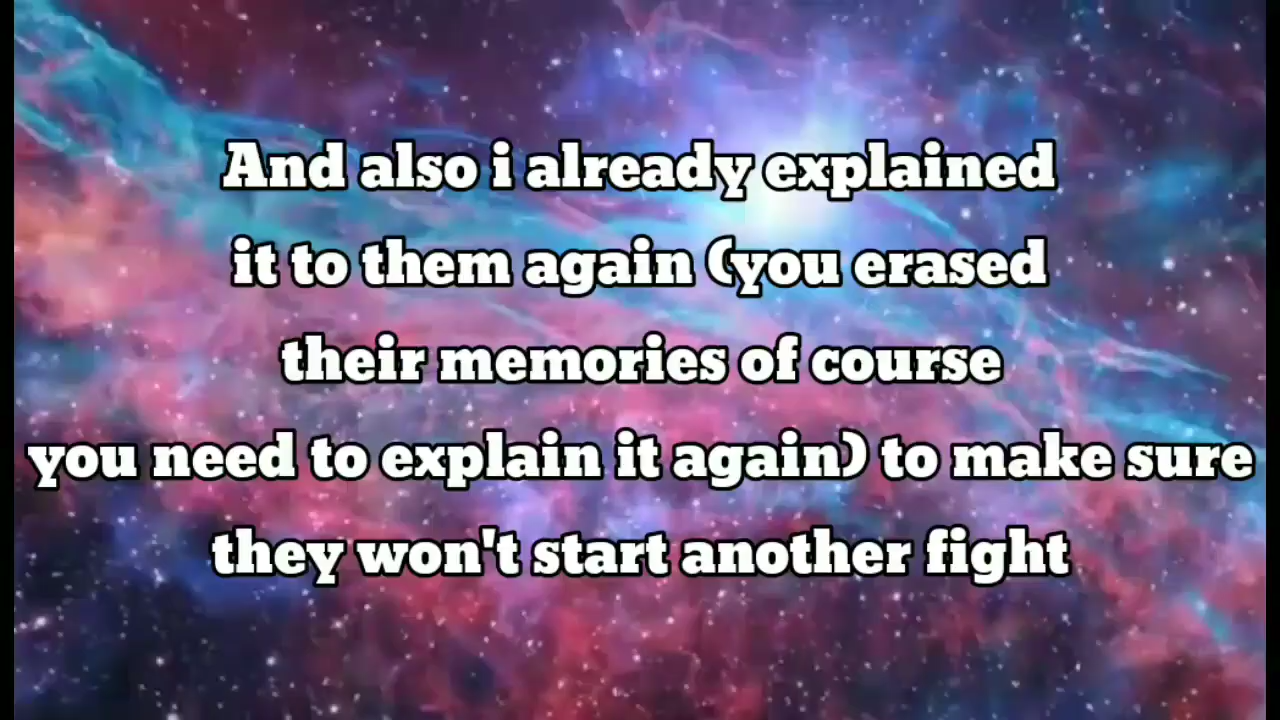 And also i already explained
it to them again (you erased
their memories of course
you need to explain it again) to make sure
they won't start another fight